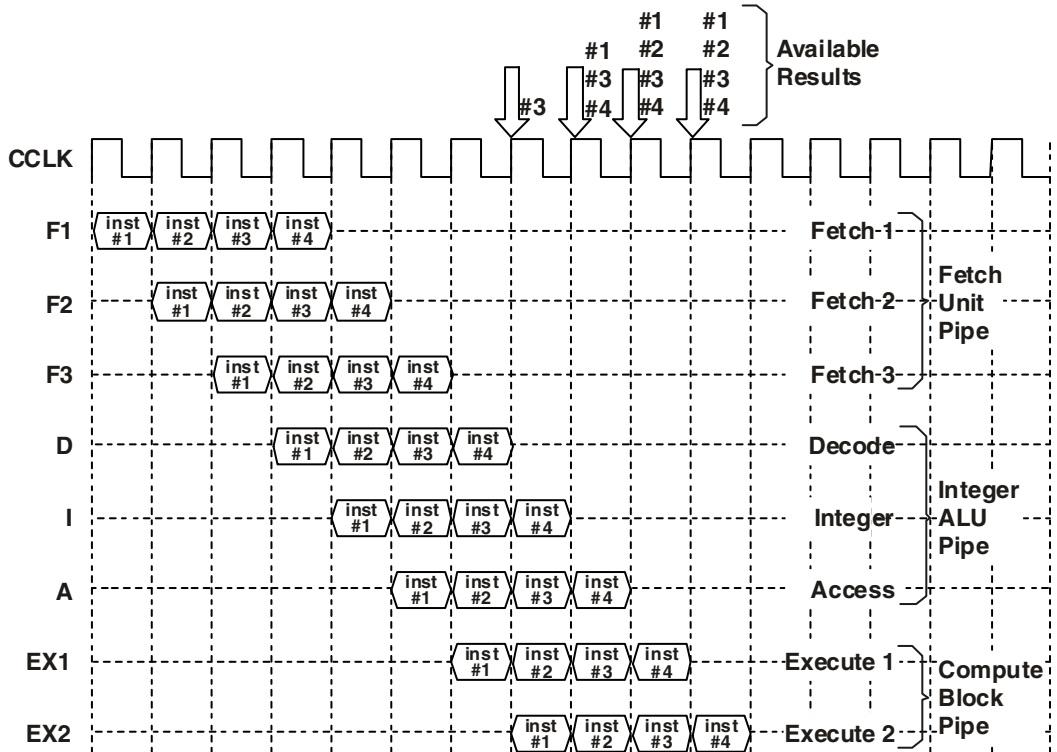 #1 #1
#1 #2 #2 Available
#3 #3 #3 Results
#3 #4 #4 #4
CCLK
F1 inst #1 inst #2 inst #3 inst #4 Fetch 1
F2 inst #1 inst #2 inst #3 inst #4 Fetch 2
Fetch
Unit
Pipe
F3 inst #1 inst #2 inst #3 inst #4 Fetch 3
D inst #1 inst #2 inst #3 inst #4 Decode
I inst #1 inst #2 inst #3 inst #4 Integer
Integer
ALU
Pipe
A inst #1 inst #2 inst #3 inst #4 Access
EX1 inst #1 inst #2 inst #3 inst #4 Execute 1
Compute
Block
Pipe
EX2 inst #1 inst #2 inst #3 inst #4 Execute 2